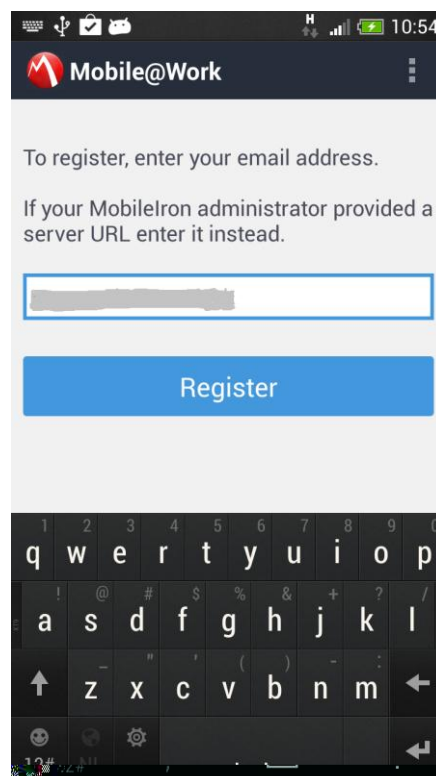 H
10:54
Mobile@Work
To register, enter your email address.
If your MobileIron administrator provided a
server URL enter it instead.
Register
1 2 3 4 5 6 7 8 9 0
q w e r t y u i o p
! @ # $ % & + ? /
a s d f g h j k l
_ " ' ( ) - :
z x c v b n m
12#